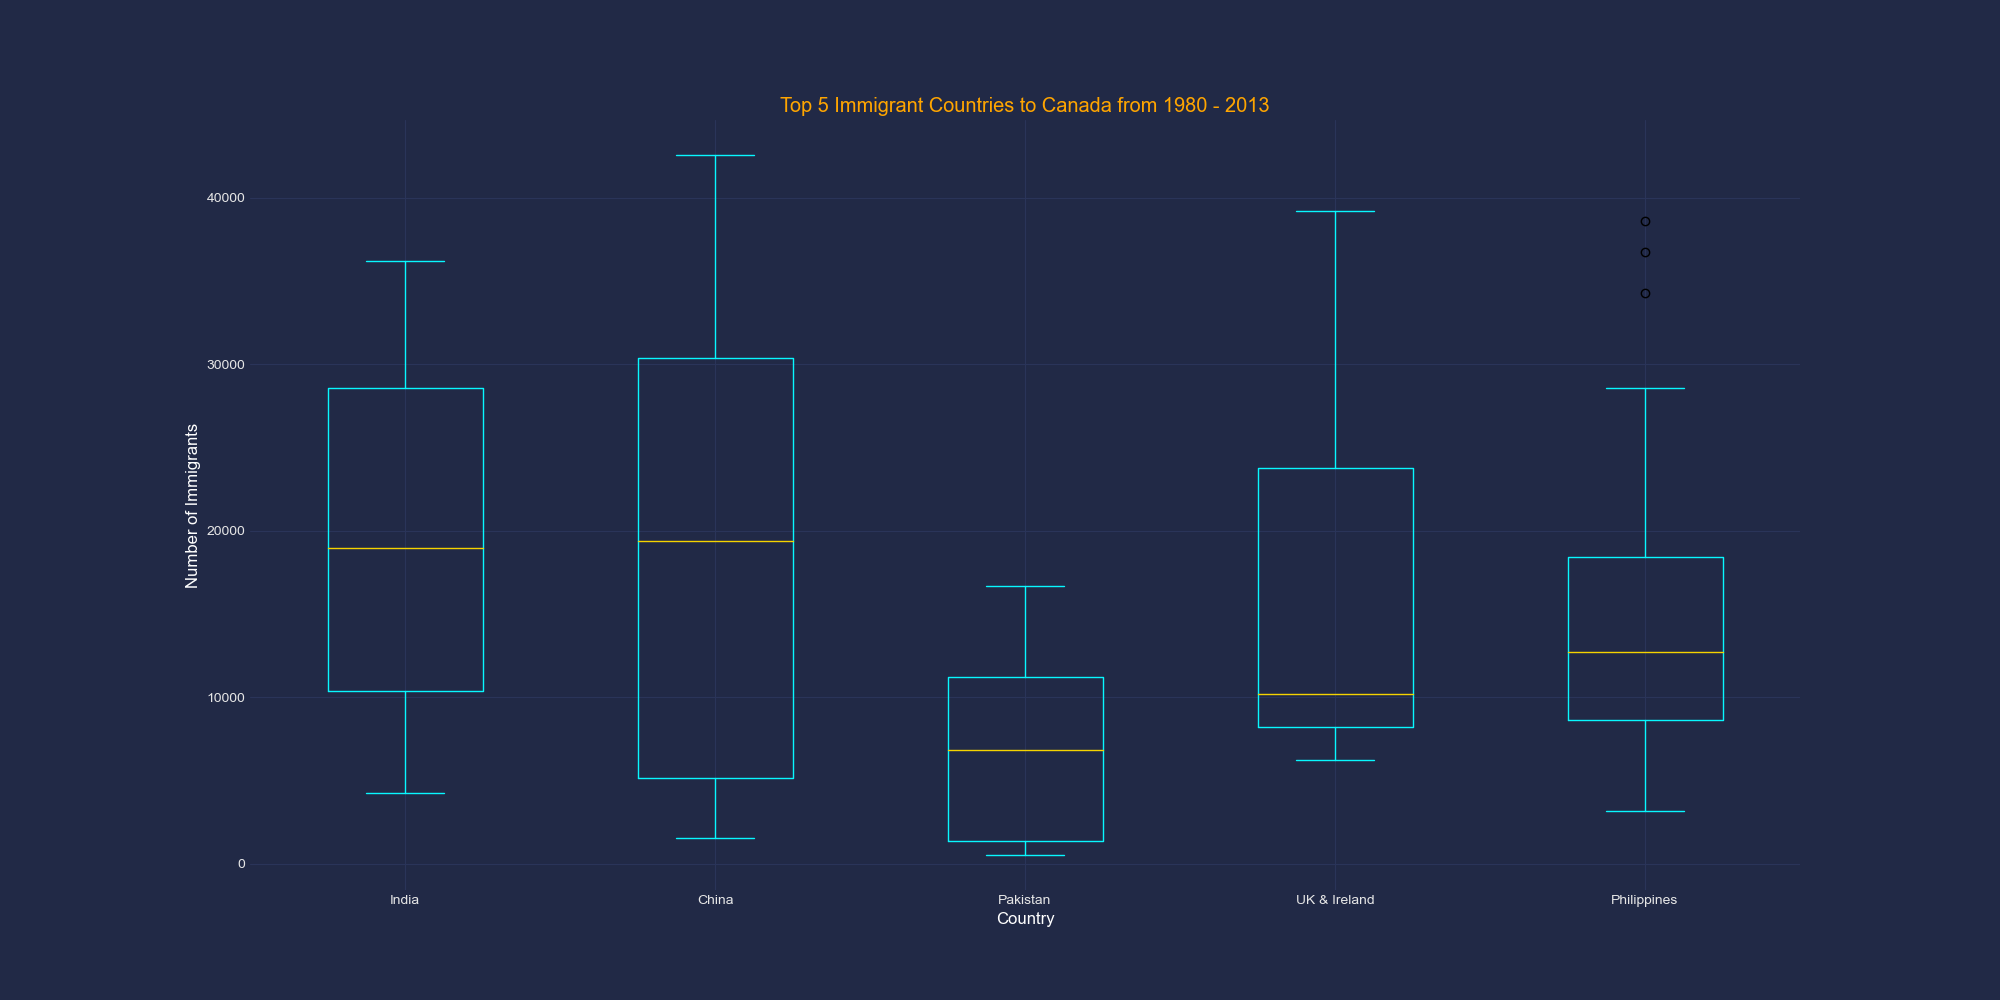 Top 5 Immigrant Countries to Canada from 1980 - 2013
Number of Immigrants
40000
30000
20000
10000
0
India
China
Pakistan
UK & Ireland
Philippines
Country